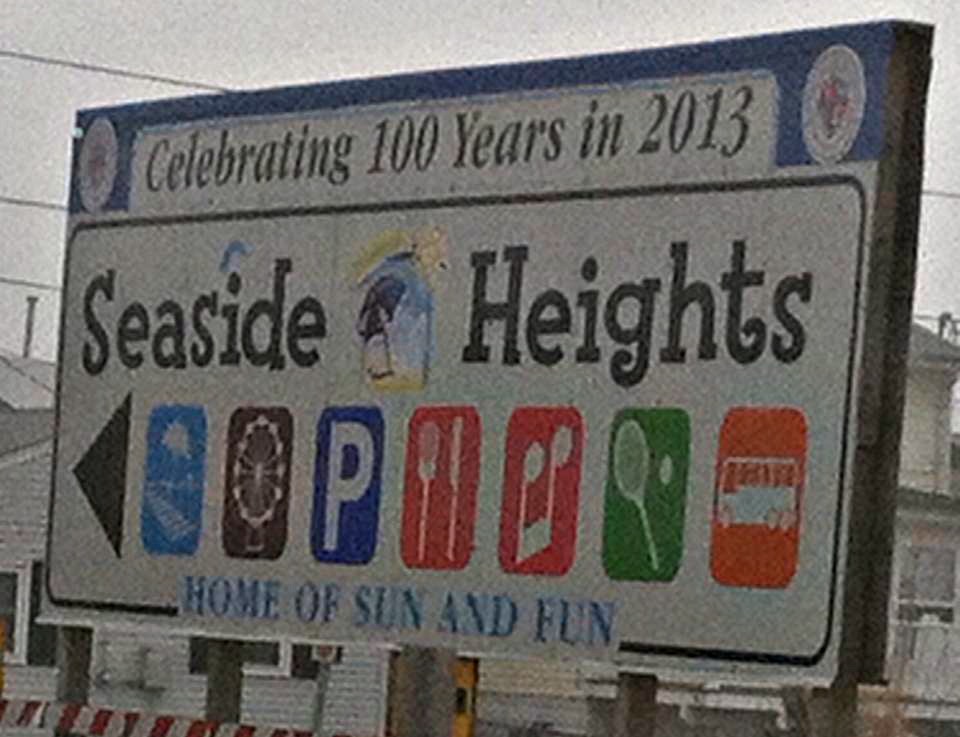 Celebrating 100 Years in 2013
Seaside Heights
P
HOME OF SUN AND FUN